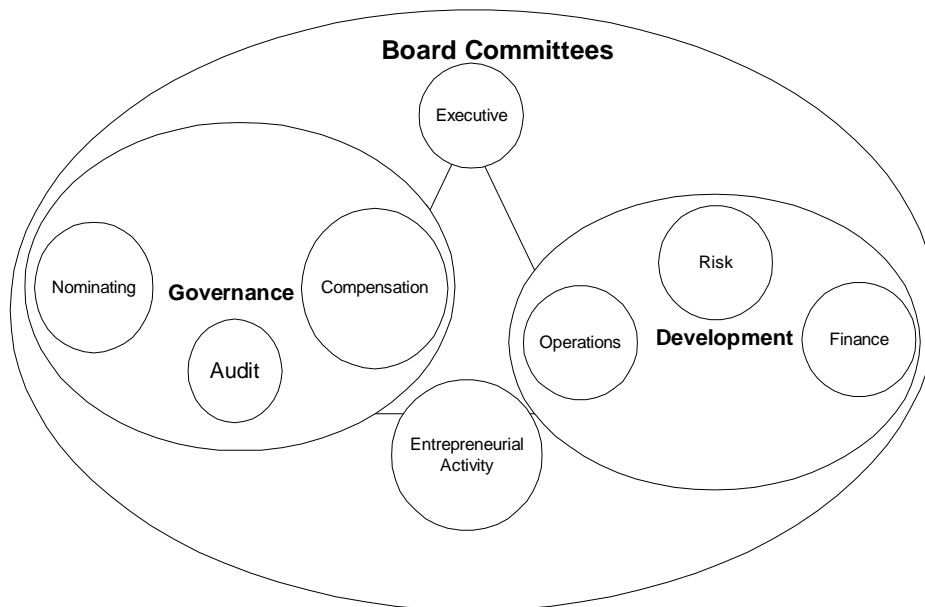 Board Committees
Executive
Nominating
Governance
Compensation
Audit
Risk
Operations
Development
Finance
Entrepreneurial
Activity